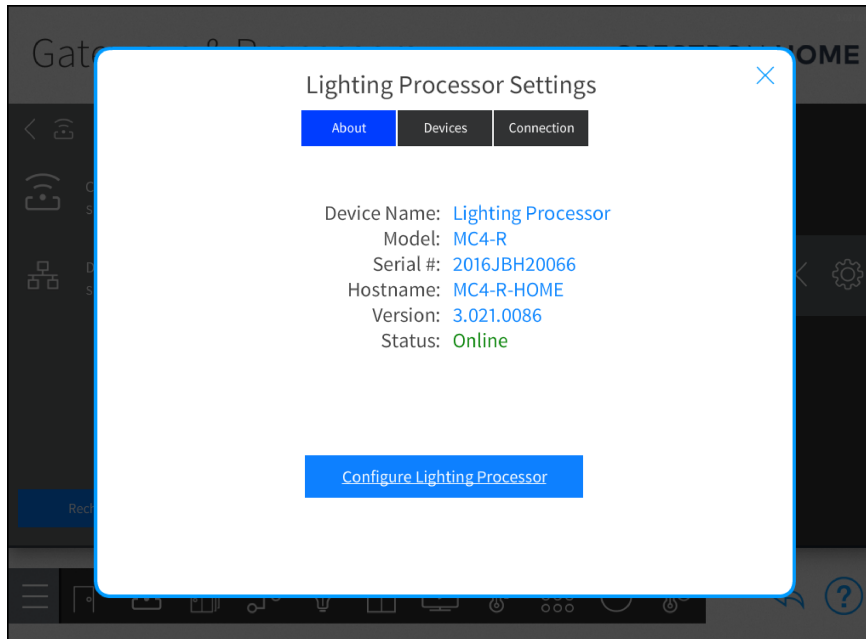 Lighting Processor Settings
About
Devices
Connection
Device Name: Lighting Processor
Model: MC4-R
Serial #: 2016JBH20066
Hostname: MC4-R-HOME
Version: 3.021.0086
Status: Online
Configure Lighting Processor
OME
?